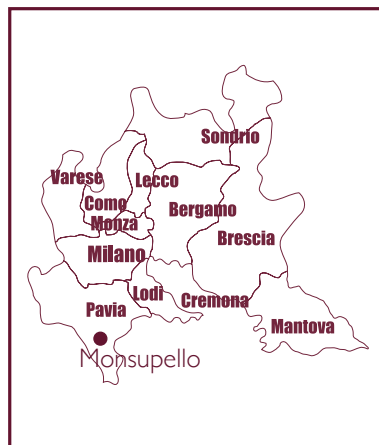 Sondrio
Varese
Lecco
Como
Bergamo
Monza
Brescia
Milano
Lodi
Cremona
Pavia
Mantova
Monsupello